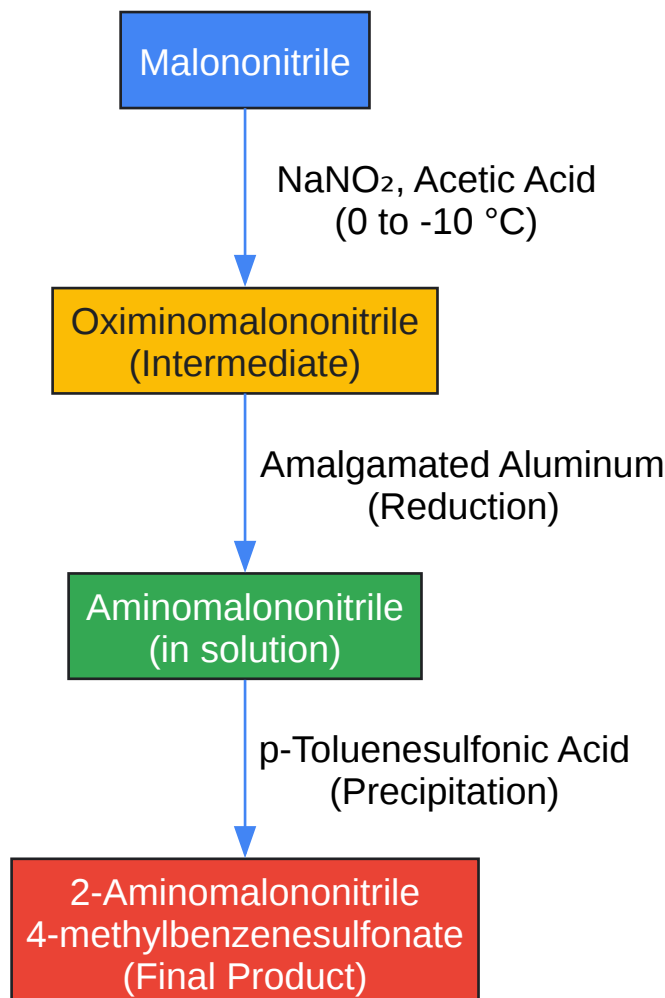 Malononitrile
NaNO₂, Acetic Acid
(0 to -10 °C)
Oximinomalononitrile
(Intermediate)
Amalgamated Aluminum
(Reduction)
Aminomalononitrile
(in solution)
p-Toluenesulfonic Acid
(Precipitation)
2-Aminomalononitrile
4-methylbenzenesulfonate
(Final Product)